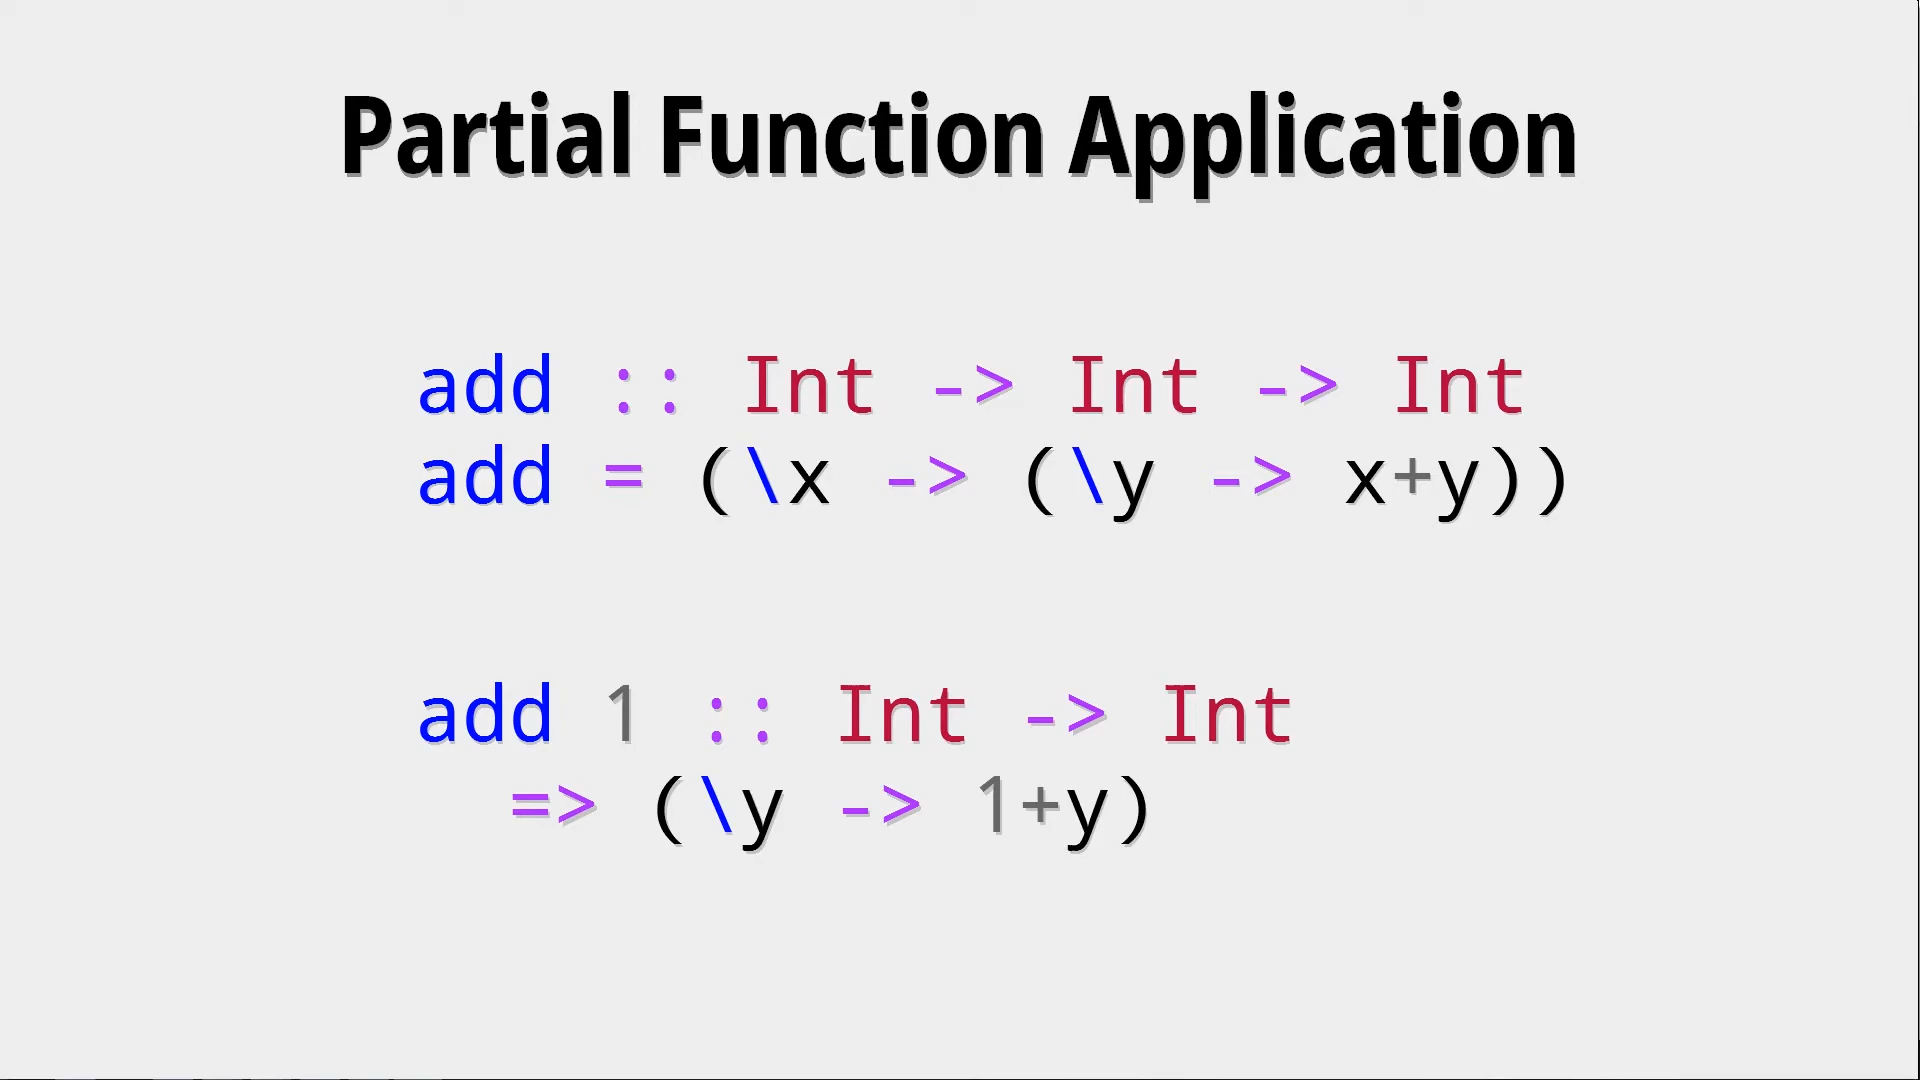 Partial Function Application
add :: Int -> Int -> Int
add = (\x -> (\y -> x+y))
add 1 :: Int -> Int
=> (\y -> 1+y)